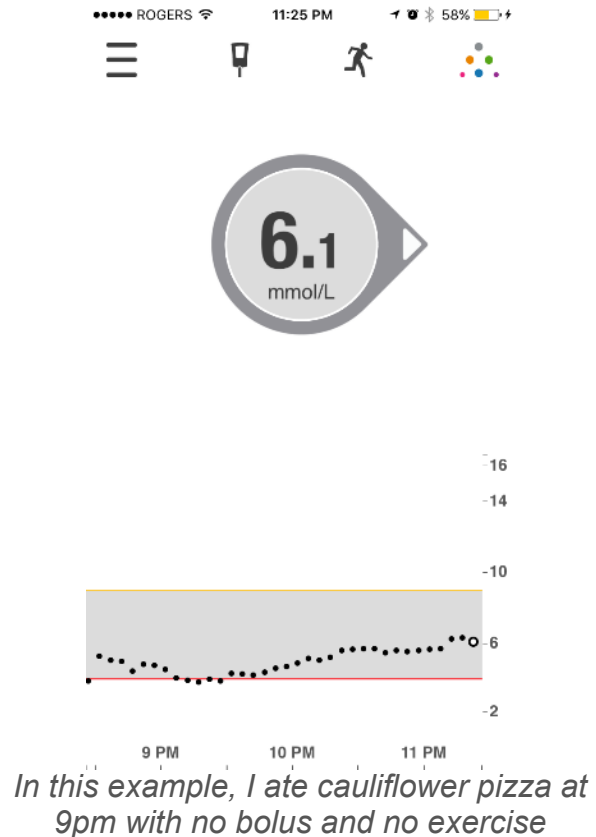 ROGERS 11:25 PM 58%
6.1
mmol/L
16
14
10
6
2
9 PM 10 PM 11 PM
In this example, I ate cauliflower pizza at
9pm with no bolus and no exercise